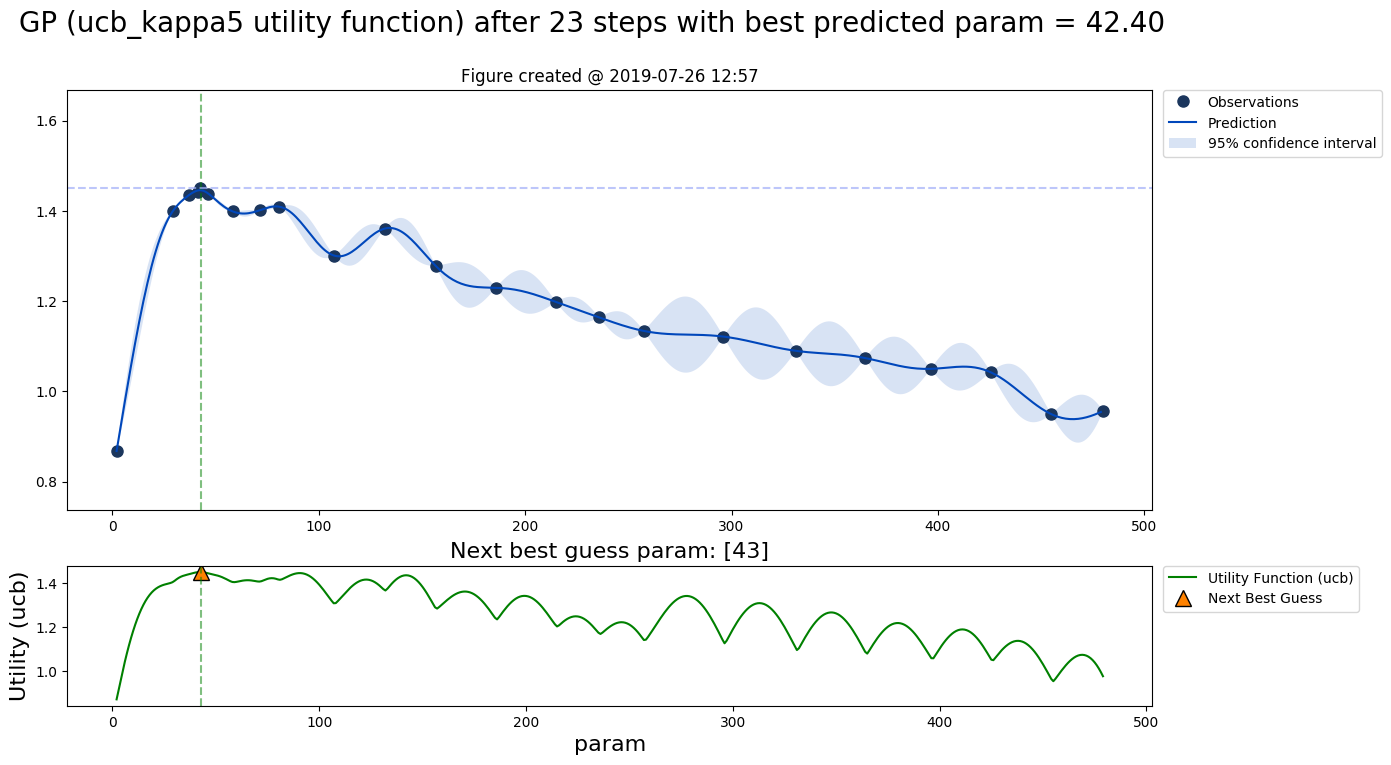 GP (ucb_kappa5 utility function) after 23 steps with best predicted param = 42.40
Figure created @ 2019-07-26 12:57
1.6
1.4
1.2
1.0
0.8
0
100
200
300
400
500
Observations
Prediction
95% confidence interval
Next best guess param: [43]
Utility (ucb)
1.4
1.2
1.0
0
100
200
300
400
500
param
Utility Function (ucb)
Next Best Guess